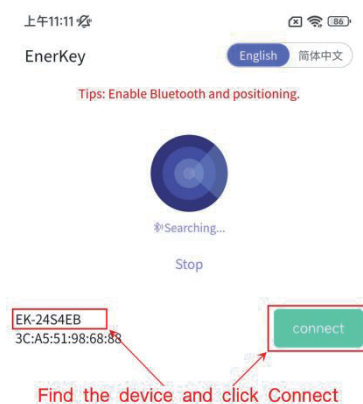 上午11:11
86
EnerKey
English 简体中文
Tips: Enable Bluetooth and positioning.
Searching...
Stop
EK-24S4EB
3C:A5:51:98:68:88
connect
Find the device and click Connect